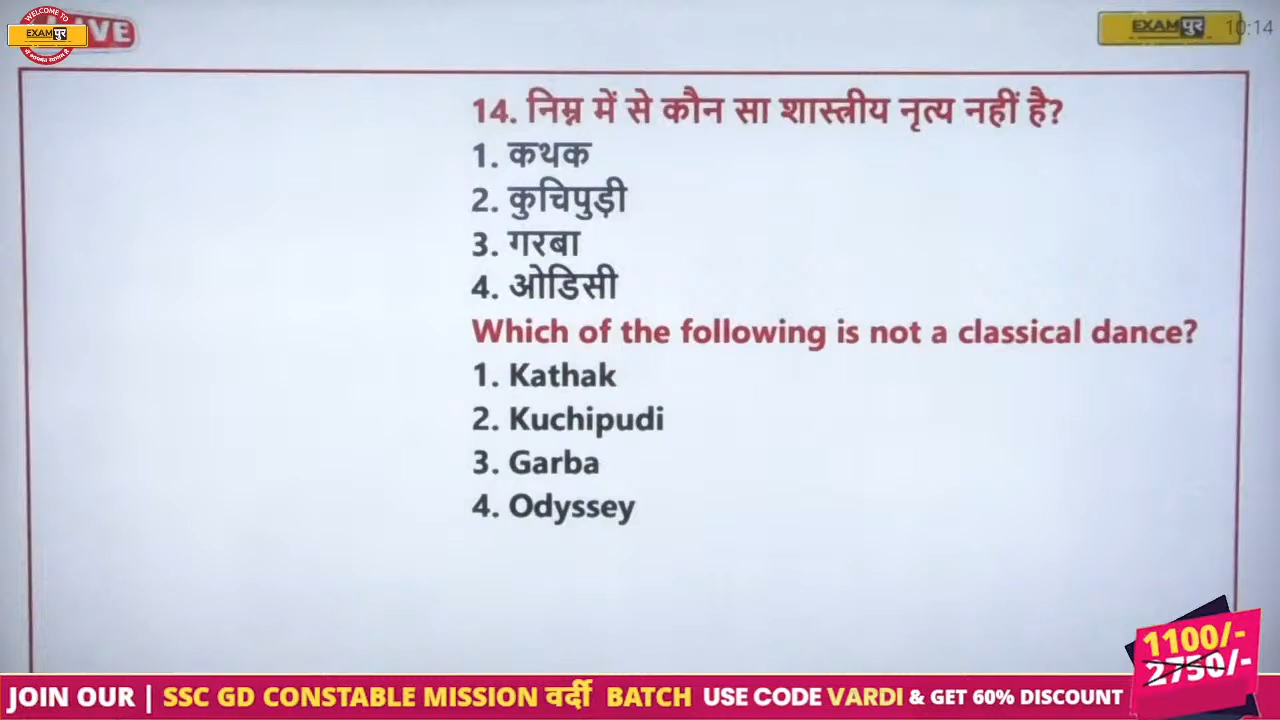 WELCOME TO
EXAMपुर
LIVE
EXAMपुर
10:14
14. निम्न में से कौन सा शास्त्रीय नृत्य नहीं है?
1. कथक
2. कुचिपुड़ी
3. गरबा
4. ओडिसी
Which of the following is not a classical dance?
1. Kathak
2. Kuchipudi
3. Garba
4. Odyssey
1100/-
2750/-
JOIN OUR | SSC GD CONSTABLE MISSION वर्दी BATCH USE CODE VARDI & GET 60% DISCOUNT